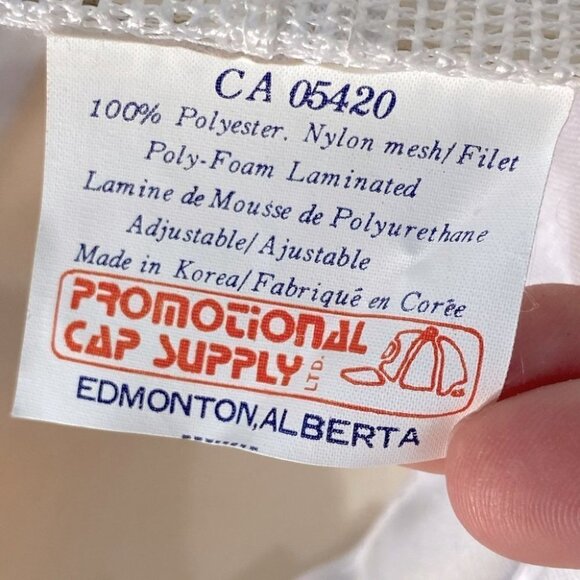 CA 05420
100% Polyester. Nylon mesh/Filet
Poly-Foam Laminated
Lamine de Mousse de Polyurethane
Adjustable/Ajustable
Made in Korea/Fabriqué en Corée
PROMOTIONAL
CAP SUPPLY LTD.
EDMONTON, ALBERTA